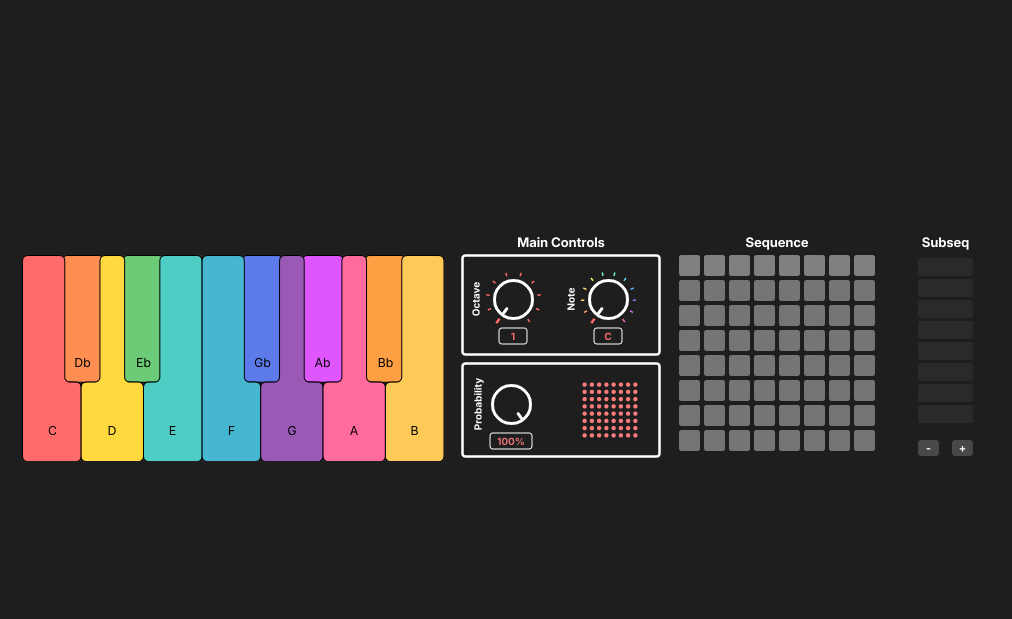 Main Controls
Sequence
Subseq
Octave
1
Note
C
Db
Eb
Gb
Ab
Bb
C
D
E
F
G
A
B
Probability
100%
-
+